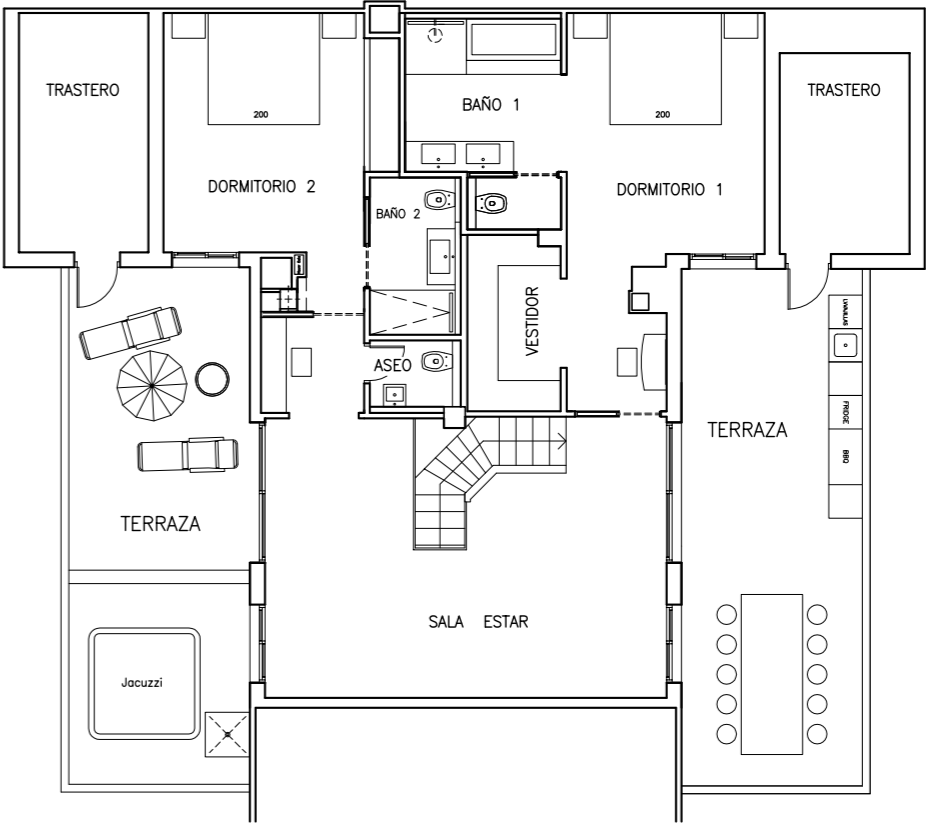 TRASTERO
200
DORMITORIO 2
BAÑO 1
200
DORMITORIO 1
TRASTERO
BAÑO 2
VESTIDOR
ASEO
LVAJILLAS
FRIDGE
BBQ
TERRAZA
TERRAZA
SALA ESTAR
Jacuzzi